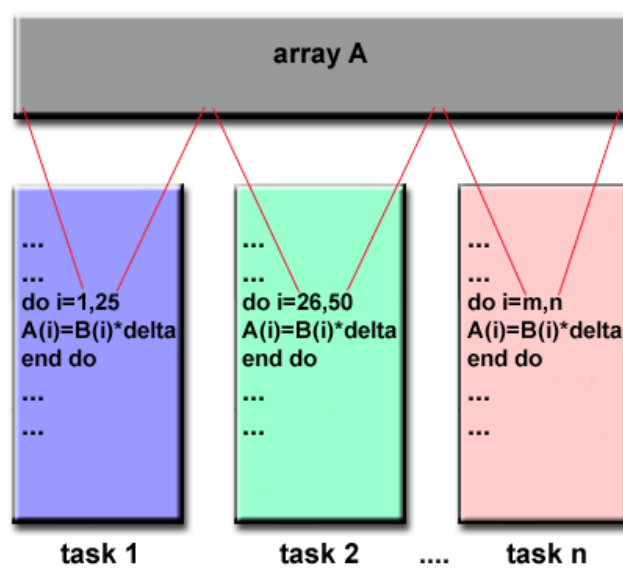 array A
...
...
do i=1,25
A(i)=B(i)*delta
end do
...
...
...
...
do i=26,50
A(i)=B(i)*delta
end do
...
...
...
...
do i=m,n
A(i)=B(i)*delta
end do
...
...
task 1
task 2
....
task n